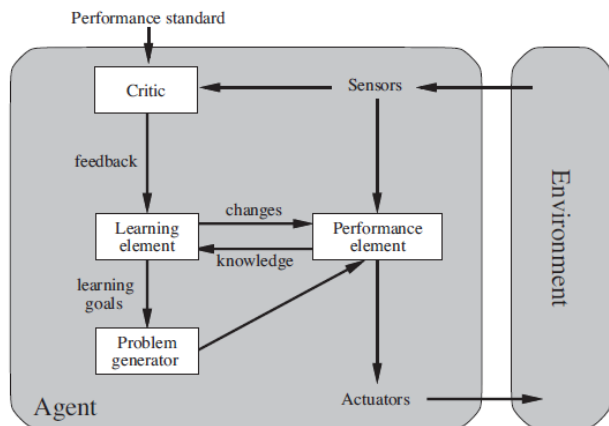 Performance standard
Critic
Sensors
feedback
changes
Learning
element
Performance
element
knowledge
learning
goals
Problem
generator
Agent
Actuators
Environment